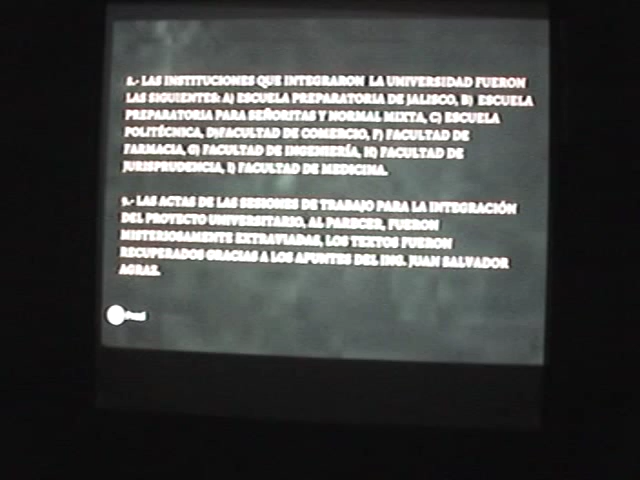 8.- LAS INSTITUCIONES QUE INTEGRARON LA UNIVERSIDAD FUERON
LAS SIGUIENTES: A) ESCUELA PREPARATORIA DE JALISCO, B) ESCUELA
PREPARATORIA PARA SEÑORITAS Y NORMAL MIXTA, C) ESCUELA
POLITÉCNICA, D)FACULTAD DE COMERCIO, F) FACULTAD DE
FARMACIA, G) FACULTAD DE INGENIERÍA, H) FACULTAD DE
JURISPRUDENCIA, I) FACULTAD DE MEDICINA.
9.- LAS ACTAS DE LAS SESIONES DE TRABAJO PARA LA INTEGRACIÓN
DEL PROYECTO UNIVERSITARIO, AL PARECER, FUERON
MISTERIOSAMENTE EXTRAVIADAS, LOS TEXTOS FUERON
RECUPERADOS GRACIAS A LOS APUNTES DEL ING. JUAN SALVADOR
AGRAZ.